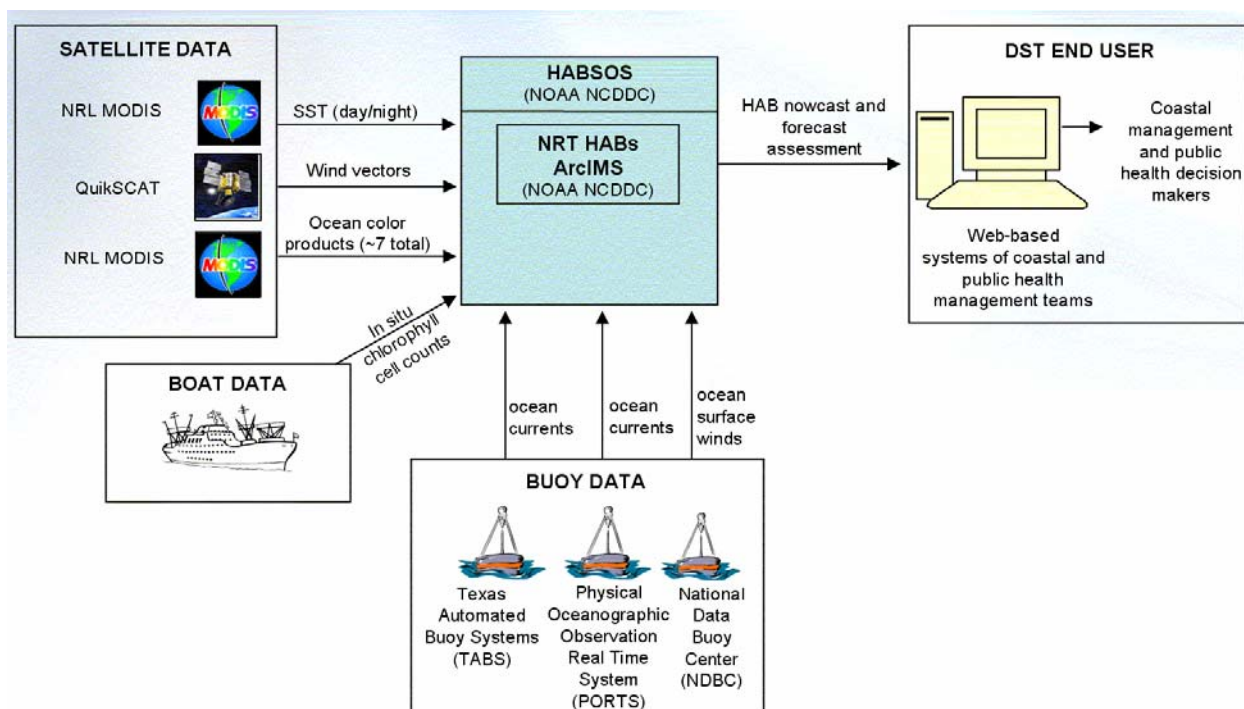 SATELLITE DATA
NRL MODIS
MODIS
SST (day/night)
QuikSCAT
Wind vectors
Ocean color
products (~7 total)
NRL MODIS
MODIS
BOAT DATA
In situ
chlorophyll
cell counts
HABSOS
(NOAA NCDDC)
NRT HABs
ArcIMS
(NOAA NCDDC)
HAB nowcast and
forecast
assessment
DST END USER
Coastal
management
and public
health decision
makers
Web-based
systems of coastal and
public health
management teams
ocean
currents
ocean
currents
ocean
surface
winds
BUOY DATA
Texas
Automated
Buoy Systems
(TABS)
Physical
Oceanographic
Observation
Real Time
System
(PORTS)
National
Data
Buoy
Center
(NDBC)